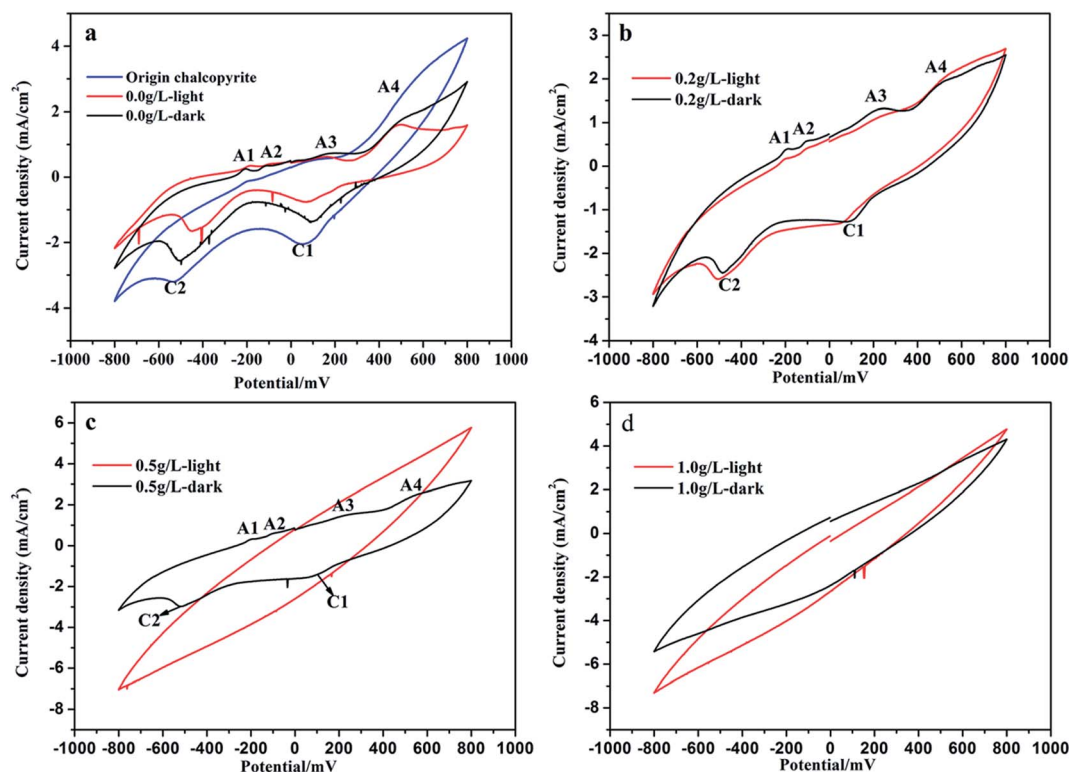 a
Origin chalcopyrite
0.0g/L-light
0.0g/L-dark
A1
A2
A3
A4
C1
C2
4
2
0
-2
-4
-1000 -800 -600 -400 -200 0 200 400 600 800 1000
Potential/mV
Current density (mA/cm²)
b
0.2g/L-light
0.2g/L-dark
A1
A2
A3
A4
C1
C2
3
2
1
0
-1
-2
-3
-4
-1000 -800 -600 -400 -200 0 200 400 600 800 1000
Potential/mV
Current density (mA/cm²)
c
0.5g/L-light
0.5g/L-dark
A1
A2
A3
A4
C1
C2
6
4
2
0
-2
-4
-6
-8
-1000 -800 -600 -400 -200 0 200 400 600 800 1000
Potential/mV
Current density (mA/cm²)
d
1.0g/L-light
1.0g/L-dark
6
4
2
0
-2
-4
-6
-8
-1000 -800 -600 -400 -200 0 200 400 600 800 1000
Potential/mV
Current density (mA/cm²)